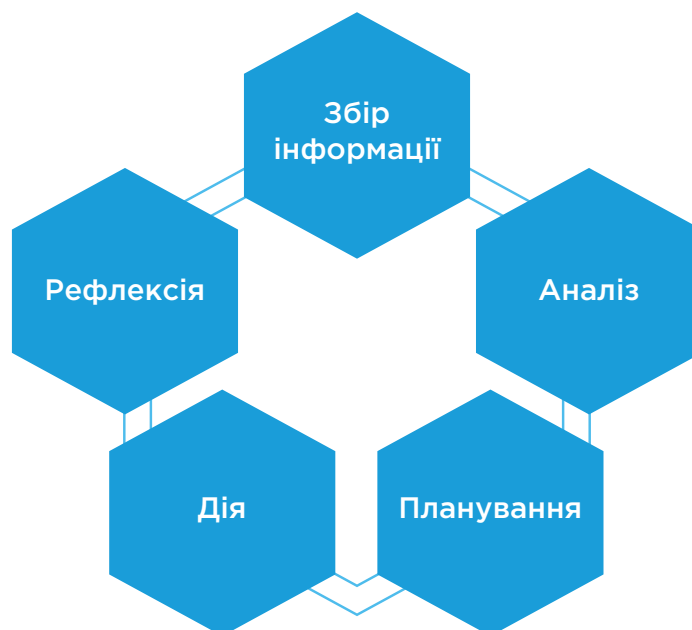 Збір
інформації
Аналіз
Планування
Дія
Рефлексія